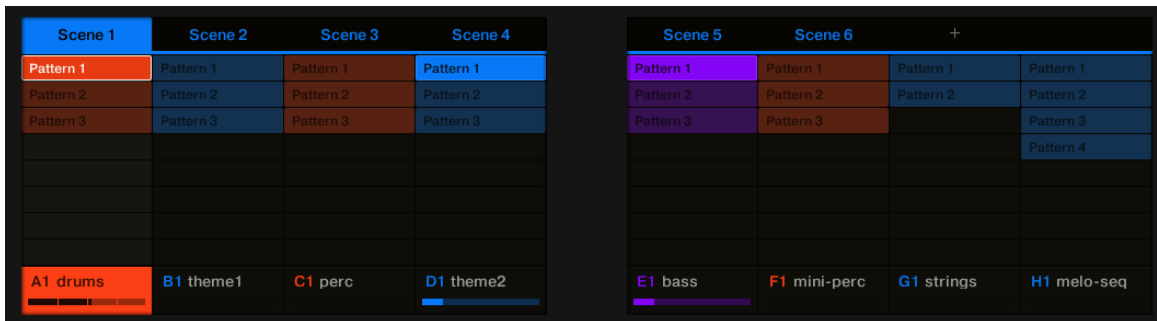 Scene 1 Scene 2 Scene 3 Scene 4 Scene 5 Scene 6 +
Pattern 1 Pattern 1 Pattern 1 Pattern 1 Pattern 1 Pattern 1 Pattern 1 Pattern 1
Pattern 2 Pattern 2 Pattern 2 Pattern 2 Pattern 2 Pattern 2 Pattern 2 Pattern 2
Pattern 3 Pattern 3 Pattern 3 Pattern 3 Pattern 3 Pattern 3 Pattern 3
Pattern 4
A1 drums B1 theme1 C1 perc D1 theme2 E1 bass F1 mini-perc G1 strings H1 melo-seq